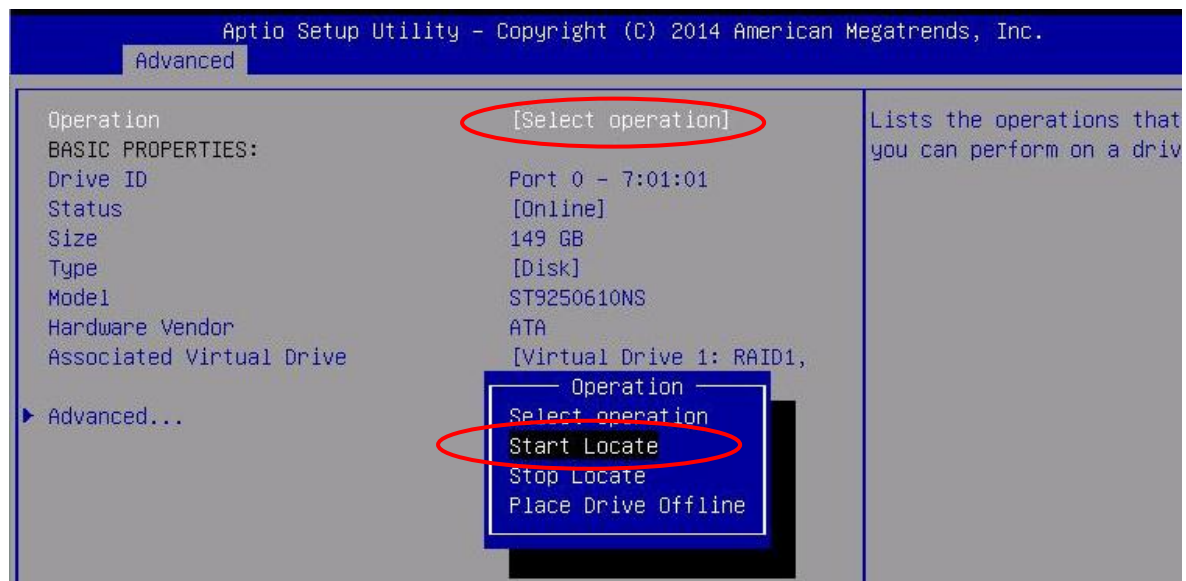 Aptio Setup Utility – Copyright (C) 2014 American Megatrends, Inc.
Advanced
Operation [Select operation]
Lists the operations that
BASIC PROPERTIES:
you can perform on a driv
Drive ID Port 0 – 7:01:01
Status [Online]
Size 149 GB
Type [Disk]
Model ST9250610NS
Hardware Vendor ATA
Associated Virtual Drive [Virtual Drive 1: RAID1,
Advanced...
Operation
Select operation
Start Locate
Stop Locate
Place Drive Offline